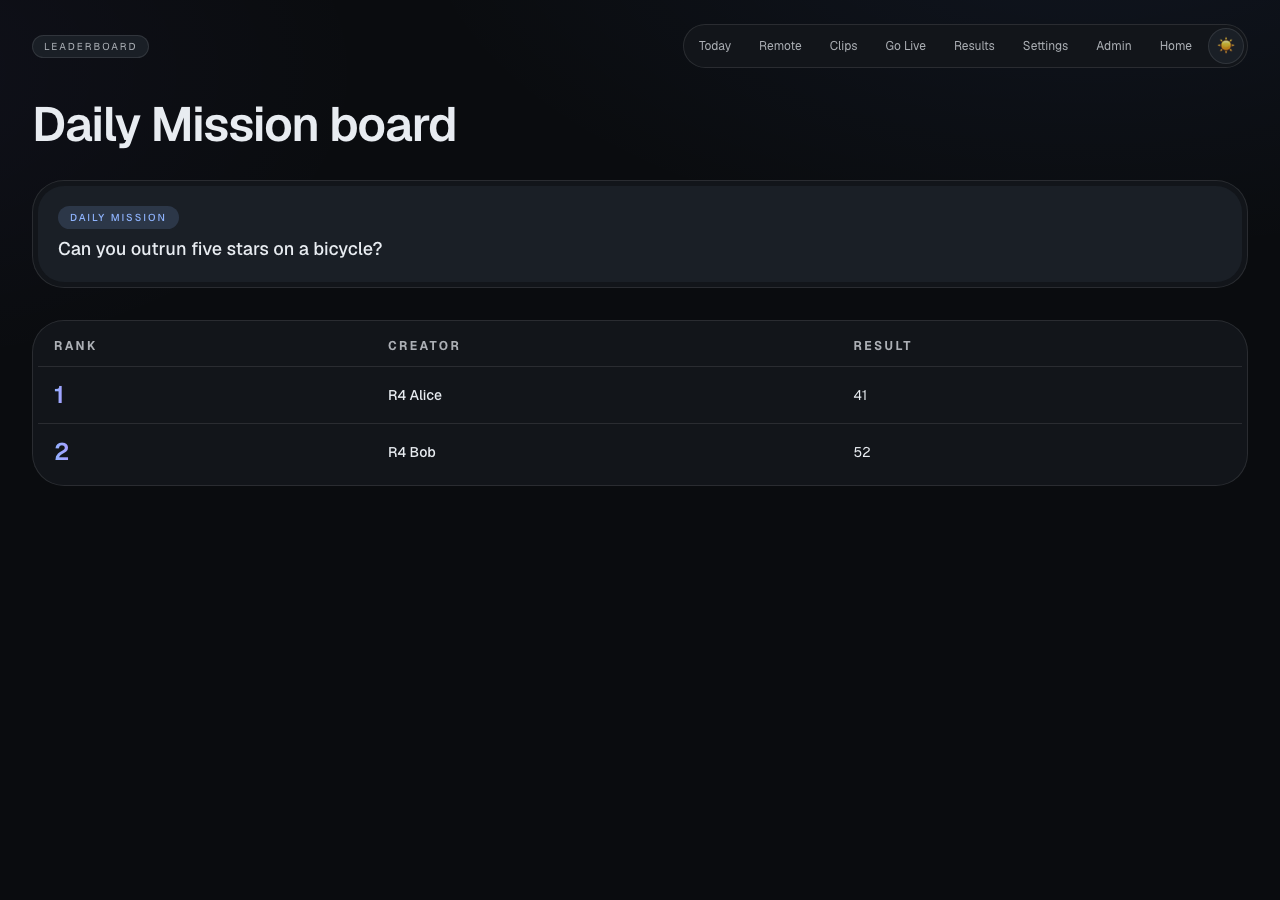 LEADERBOARD
Today Remote Clips Go Live Results Settings Admin Home
Daily Mission board
DAILY MISSION
Can you outrun five stars on a bicycle?
RANK CREATOR RESULT
1 R4 Alice 41
2 R4 Bob 52